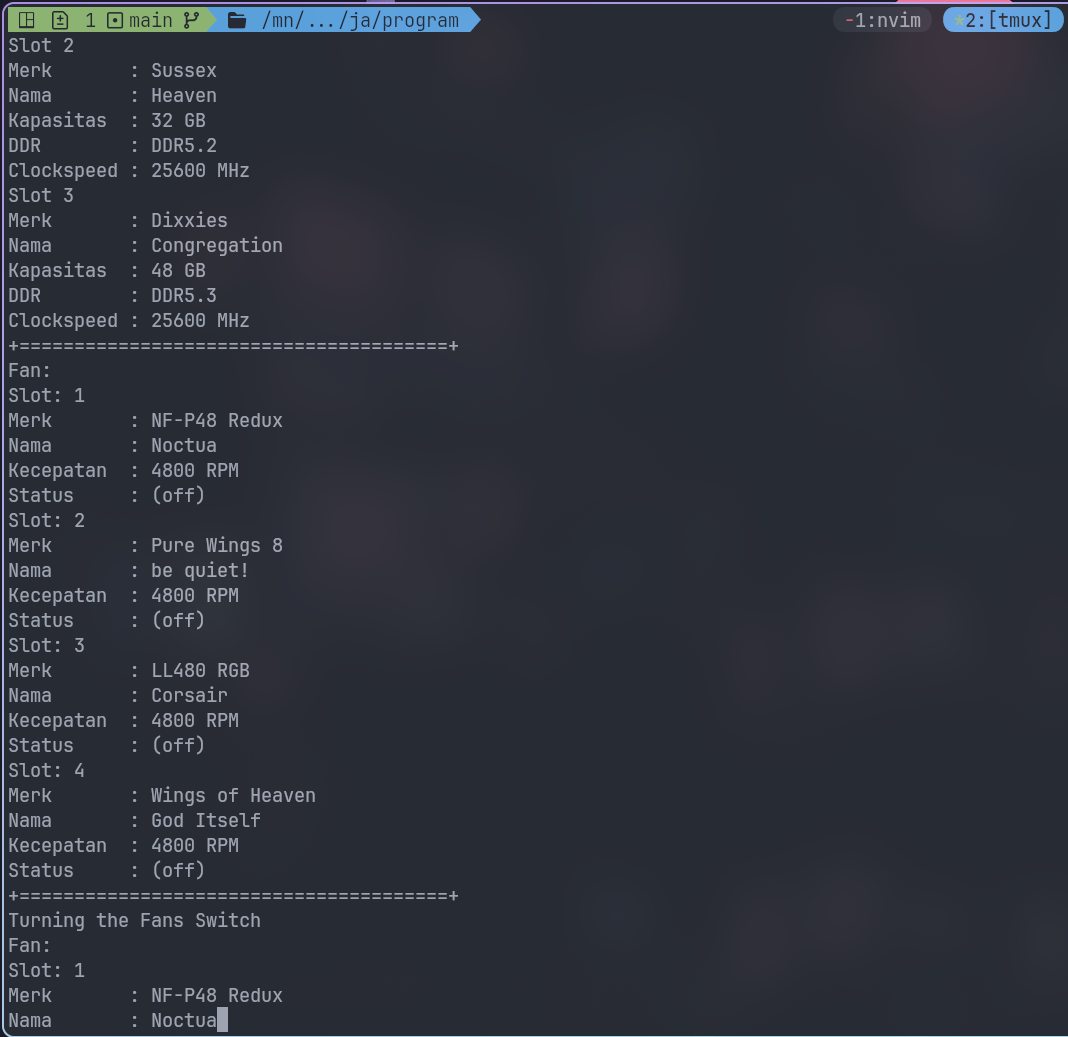 1 main /mn/.../ja/program -1:nvim *2:[tmux]
Slot 2
Merk       : Sussex
Nama       : Heaven
Kapasitas  : 32 GB
DDR        : DDR5.2
Clockspeed : 25600 MHz
Slot 3
Merk       : Dixxies
Nama       : Congregation
Kapasitas  : 48 GB
DDR        : DDR5.3
Clockspeed : 25600 MHz
+=======================================+
Fan:
Slot: 1
Merk       : NF-P48 Redux
Nama       : Noctua
Kecepatan  : 4800 RPM
Status     : (off)
Slot: 2
Merk       : Pure Wings 8
Nama       : be quiet!
Kecepatan  : 4800 RPM
Status     : (off)
Slot: 3
Merk       : LL480 RGB
Nama       : Corsair
Kecepatan  : 4800 RPM
Status     : (off)
Slot: 4
Merk       : Wings of Heaven
Nama       : God Itself
Kecepatan  : 4800 RPM
Status     : (off)
+=======================================+
Turning the Fans Switch
Fan:
Slot: 1
Merk       : NF-P48 Redux
Nama       : Noctua